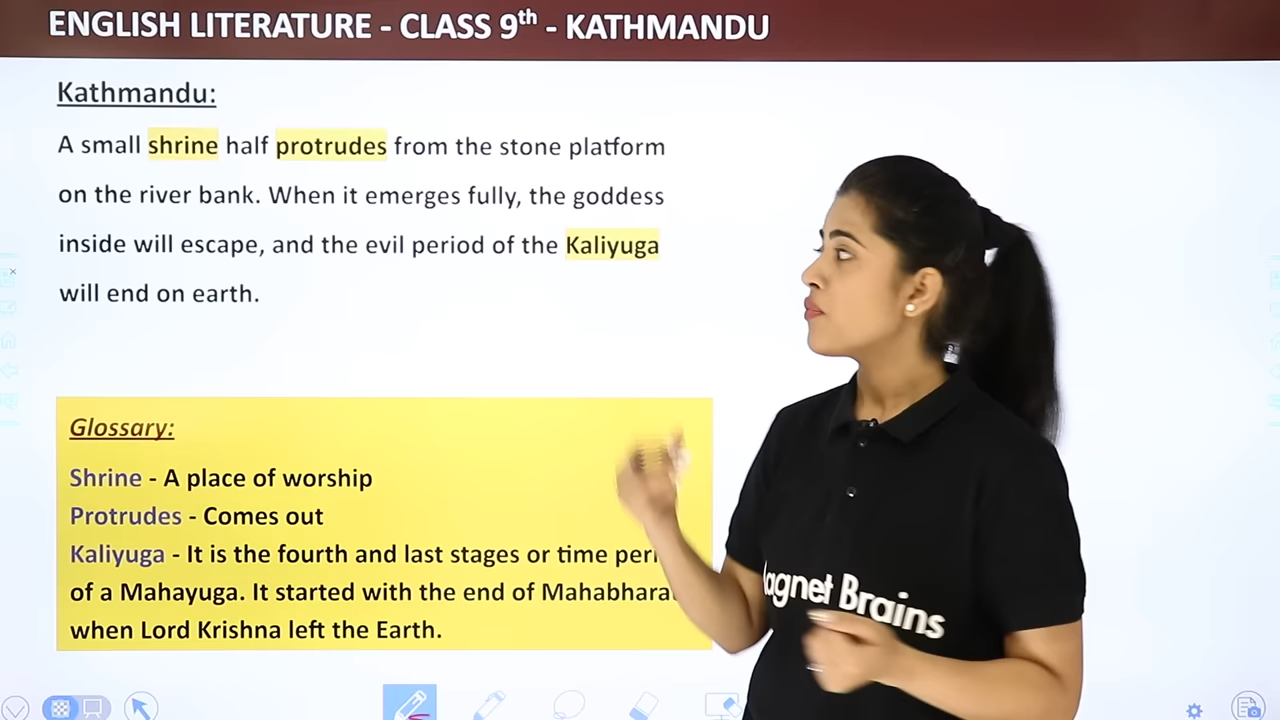 ENGLISH LITERATURE - CLASS 9th - KATHMANDU
Kathmandu:
A small shrine half protrudes from the stone platform
on the river bank. When it emerges fully, the goddess
inside will escape, and the evil period of the Kaliyuga
will end on earth.
Glossary:
Shrine - A place of worship
Protrudes - Comes out
Kaliyuga - It is the fourth and last stages or time
of a Mahayuga. It started with the end of
when Lord Krishna left the Earth.
Brains